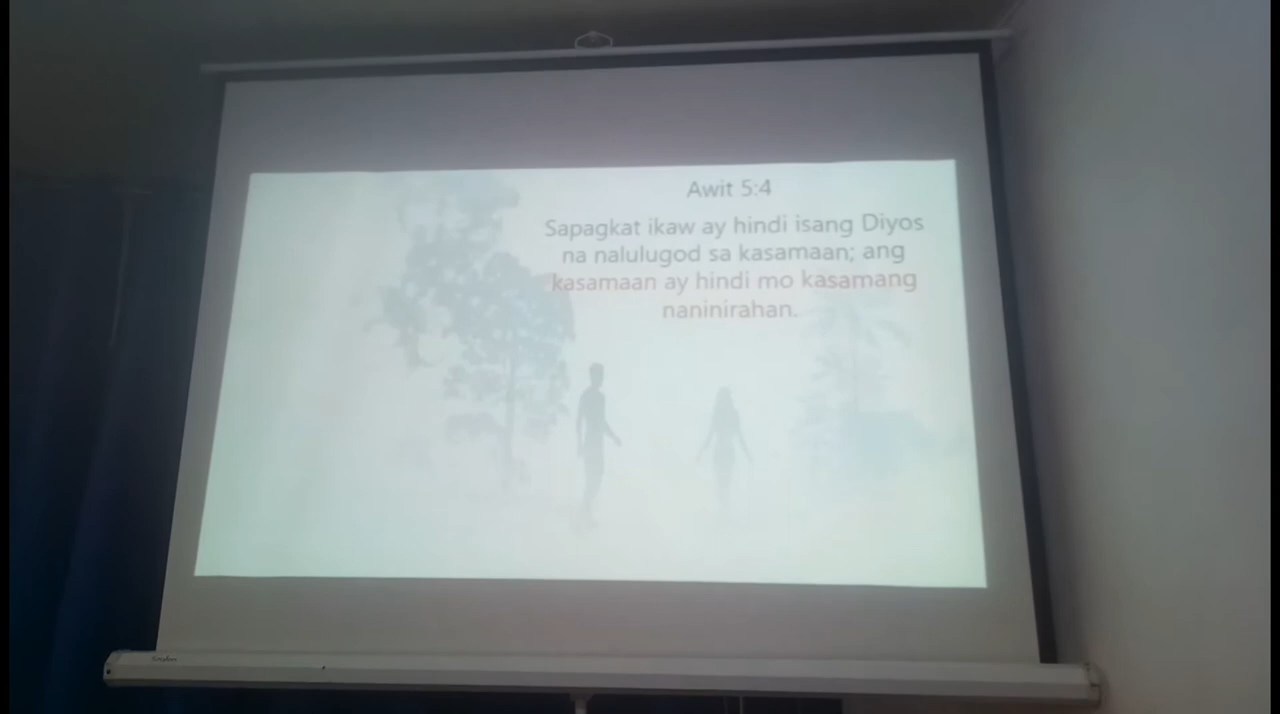 Awit 5:4
Sapagkat ikaw ay hindi isang Diyos
na nalulugod sa kasamaan; ang
kasamaan ay hindi mo kasamang
naninirahan.